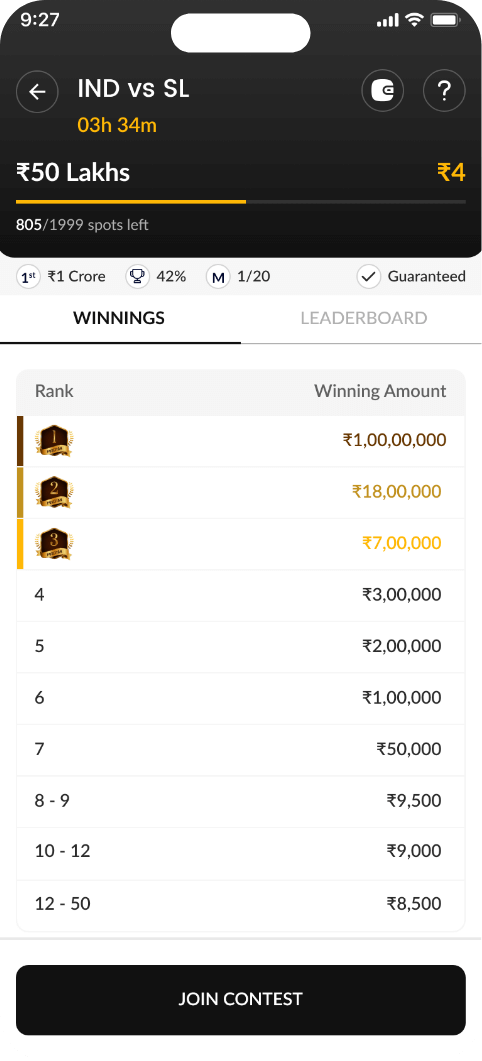 9:27
IND vs SL
03h 34m
₹50 Lakhs ₹4
805/1999 spots left
1st ₹1 Crore 42% M 1/20 Guaranteed
WINNINGS LEADERBOARD
Rank Winning Amount
1 ₹1,00,00,000
2 ₹18,00,000
3 ₹7,00,000
4 ₹3,00,000
5 ₹2,00,000
6 ₹1,00,000
7 ₹50,000
8 - 9 ₹9,500
10 - 12 ₹9,000
12 - 50 ₹8,500
JOIN CONTEST